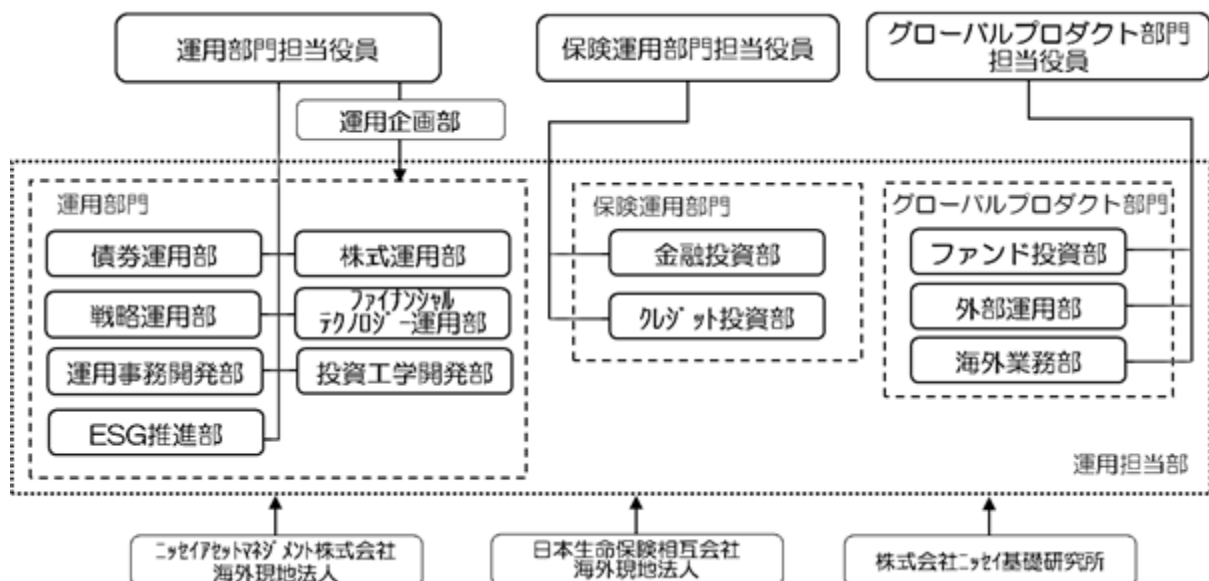 運用部門担当役員
保険運用部門担当役員
グローバルプロダクト部門
担当役員
運用企画部
運用部門
債券運用部
株式運用部
戦略運用部
ファイナンシャル
テクノロジー運用部
運用事務開発部
投資工学開発部
ESG推進部
保険運用部門
金融投資部
クレジット投資部
グローバルプロダクト部門
ファンド投資部
外部運用部
海外業務部
運用担当部
ニッセイアセットマネジメント株式会社
海外現地法人
日本生命保険相互会社
海外現地法人
株式会社ニッセイ基礎研究所